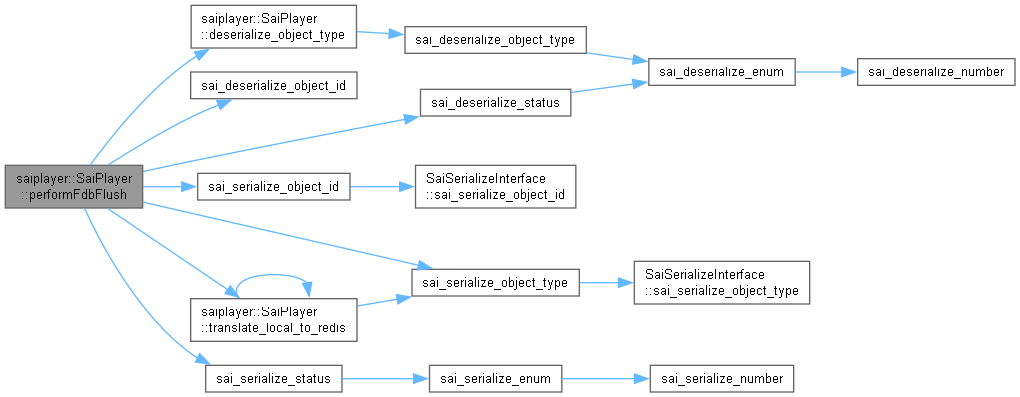 saiplayer::SaiPlayer
::deserialize_object_type
sai_deserialize_object_type
sai_deserialize_enum
sai_deserialize_number
sai_deserialize_object_id
sai_deserialize_status
saiplayer::SaiPlayer
::performFdbFlush
sai_serialize_object_id
SaiSerializeInterface
::sai_serialize_object_id
sai_serialize_object_type
SaiSerializeInterface
::sai_serialize_object_type
saiplayer::SaiPlayer
::translate_local_to_redis
sai_serialize_status
sai_serialize_enum
sai_serialize_number